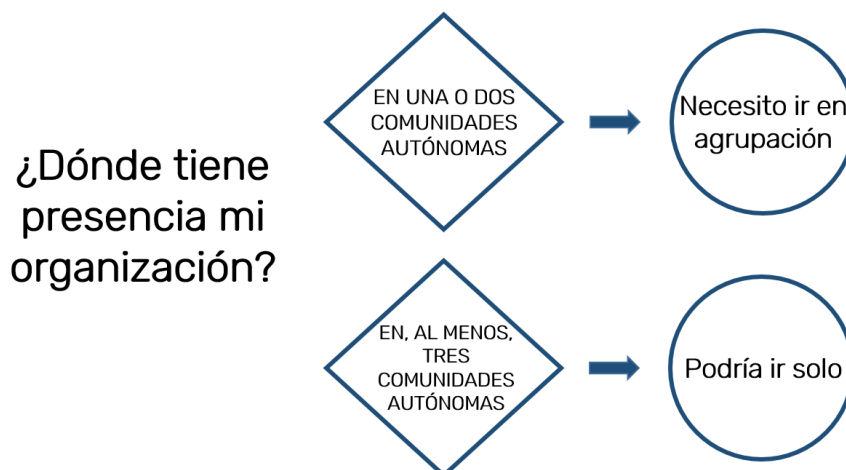 ¿Dónde tiene
presencia mi
organización?
EN UNA O DOS
COMUNIDADES
AUTÓNOMAS
Necesito ir en
agrupación
EN, AL MENOS,
TRES
COMUNIDADES
AUTÓNOMAS
Podría ir solo